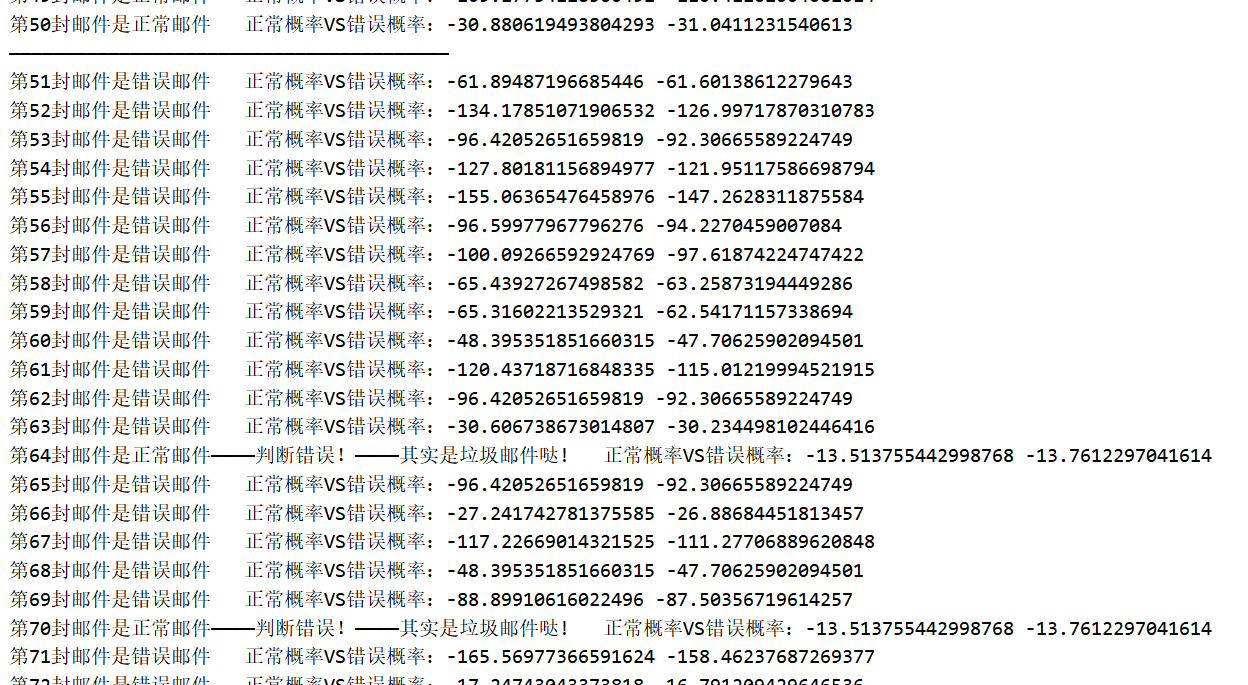 第50封邮件是正常邮件 正常概率VS错误概率：-30.880619493804293 -31.0411231540613
————————————————————————————————————————
第51封邮件是错误邮件 正常概率VS错误概率：-61.89487196685446 -61.60138612279643
第52封邮件是错误邮件 正常概率VS错误概率：-134.17851071906532 -126.99717870310783
第53封邮件是错误邮件 正常概率VS错误概率：-96.42052651659819 -92.30665589224749
第54封邮件是错误邮件 正常概率VS错误概率：-127.80181156894977 -121.95117586698794
第55封邮件是错误邮件 正常概率VS错误概率：-155.06365476458976 -147.2628311875584
第56封邮件是错误邮件 正常概率VS错误概率：-96.59977967796276 -94.2270459007084
第57封邮件是错误邮件 正常概率VS错误概率：-100.09266592924769 -97.61874224747422
第58封邮件是错误邮件 正常概率VS错误概率：-65.43927267498582 -63.25873194449286
第59封邮件是错误邮件 正常概率VS错误概率：-65.31602213529321 -62.54171157338694
第60封邮件是错误邮件 正常概率VS错误概率：-48.395351851660315 -47.70625902094501
第61封邮件是错误邮件 正常概率VS错误概率：-120.43718716848335 -115.01219994521915
第62封邮件是错误邮件 正常概率VS错误概率：-96.42052651659819 -92.30665589224749
第63封邮件是错误邮件 正常概率VS错误概率：-30.606738673014807 -30.234498102446416
第64封邮件是正常邮件————判断错误！————其实是垃圾邮件哒！ 正常概率VS错误概率：-13.513755442998768 -13.7612297041614
第65封邮件是错误邮件 正常概率VS错误概率：-96.42052651659819 -92.30665589224749
第66封邮件是错误邮件 正常概率VS错误概率：-27.241742781375585 -26.88684451813457
第67封邮件是错误邮件 正常概率VS错误概率：-117.22669014321525 -111.27706889620848
第68封邮件是错误邮件 正常概率VS错误概率：-48.395351851660315 -47.70625902094501
第69封邮件是错误邮件 正常概率VS错误概率：-88.89910616022496 -87.50356719614257
第70封邮件是正常邮件————判断错误！————其实是垃圾邮件哒！ 正常概率VS错误概率：-13.513755442998768 -13.7612297041614
第71封邮件是错误邮件 正常概率VS错误概率：-165.56977366591624 -158.46237687269377